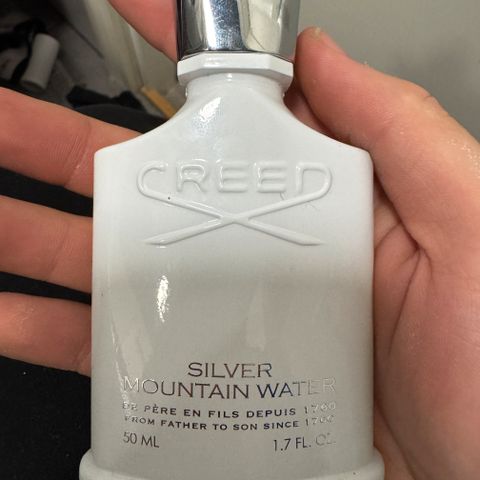 CREED
SILVER
MOUNTAIN WATER
DE PÈRE EN FILS DEPUIS 1760
FROM FATHER TO SON SINCE 1760
50 ML
1.7 FL. OZ.